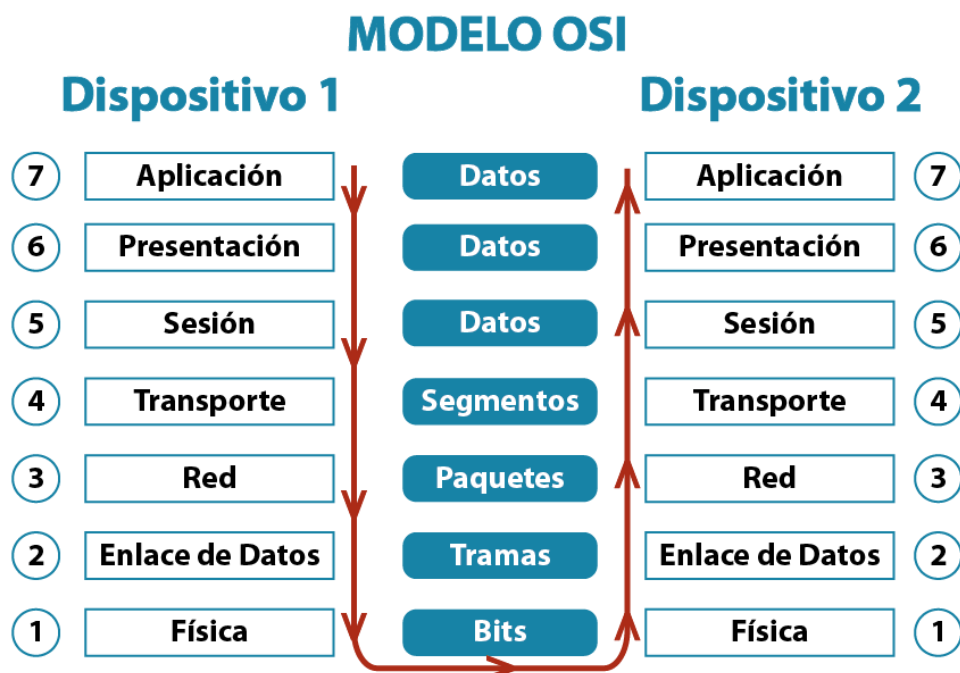 MODELO OSI
Dispositivo 1 Dispositivo 2
7 Aplicación Datos Aplicación 7
6 Presentación Datos Presentación 6
5 Sesión Datos Sesión 5
4 Transporte Segmentos Transporte 4
3 Red Paquetes Red 3
2 Enlace de Datos Tramas Enlace de Datos 2
1 Física Bits Física 1